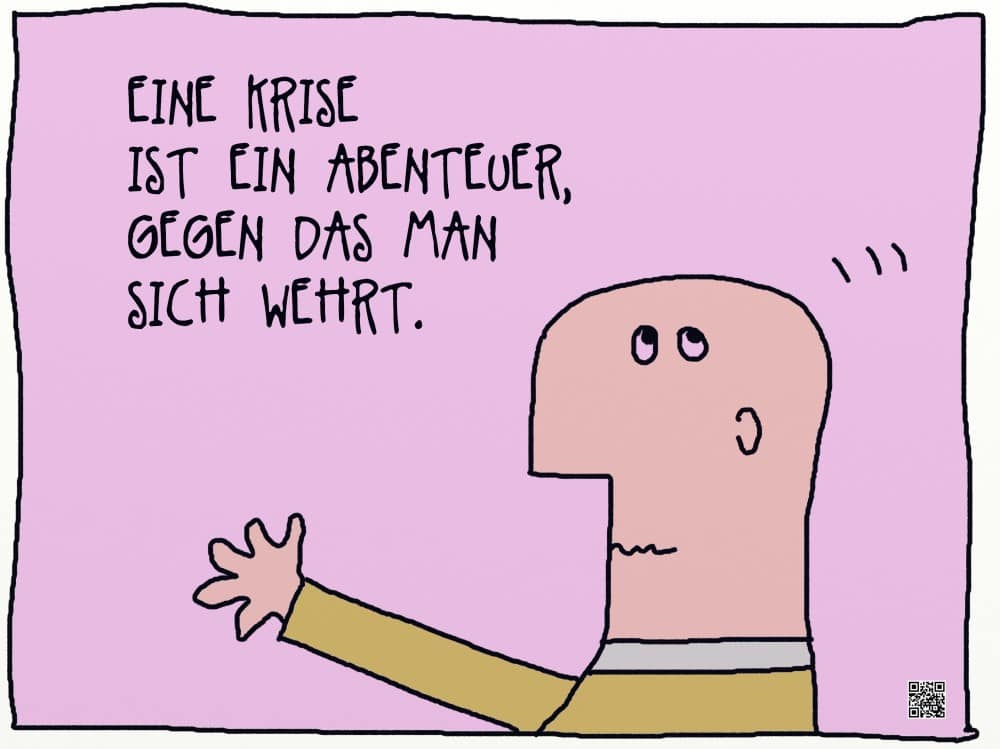 EINE KRISE
IST EIN ABENTEUER,
GEGEN DAS MAN
SICH WEHRT.